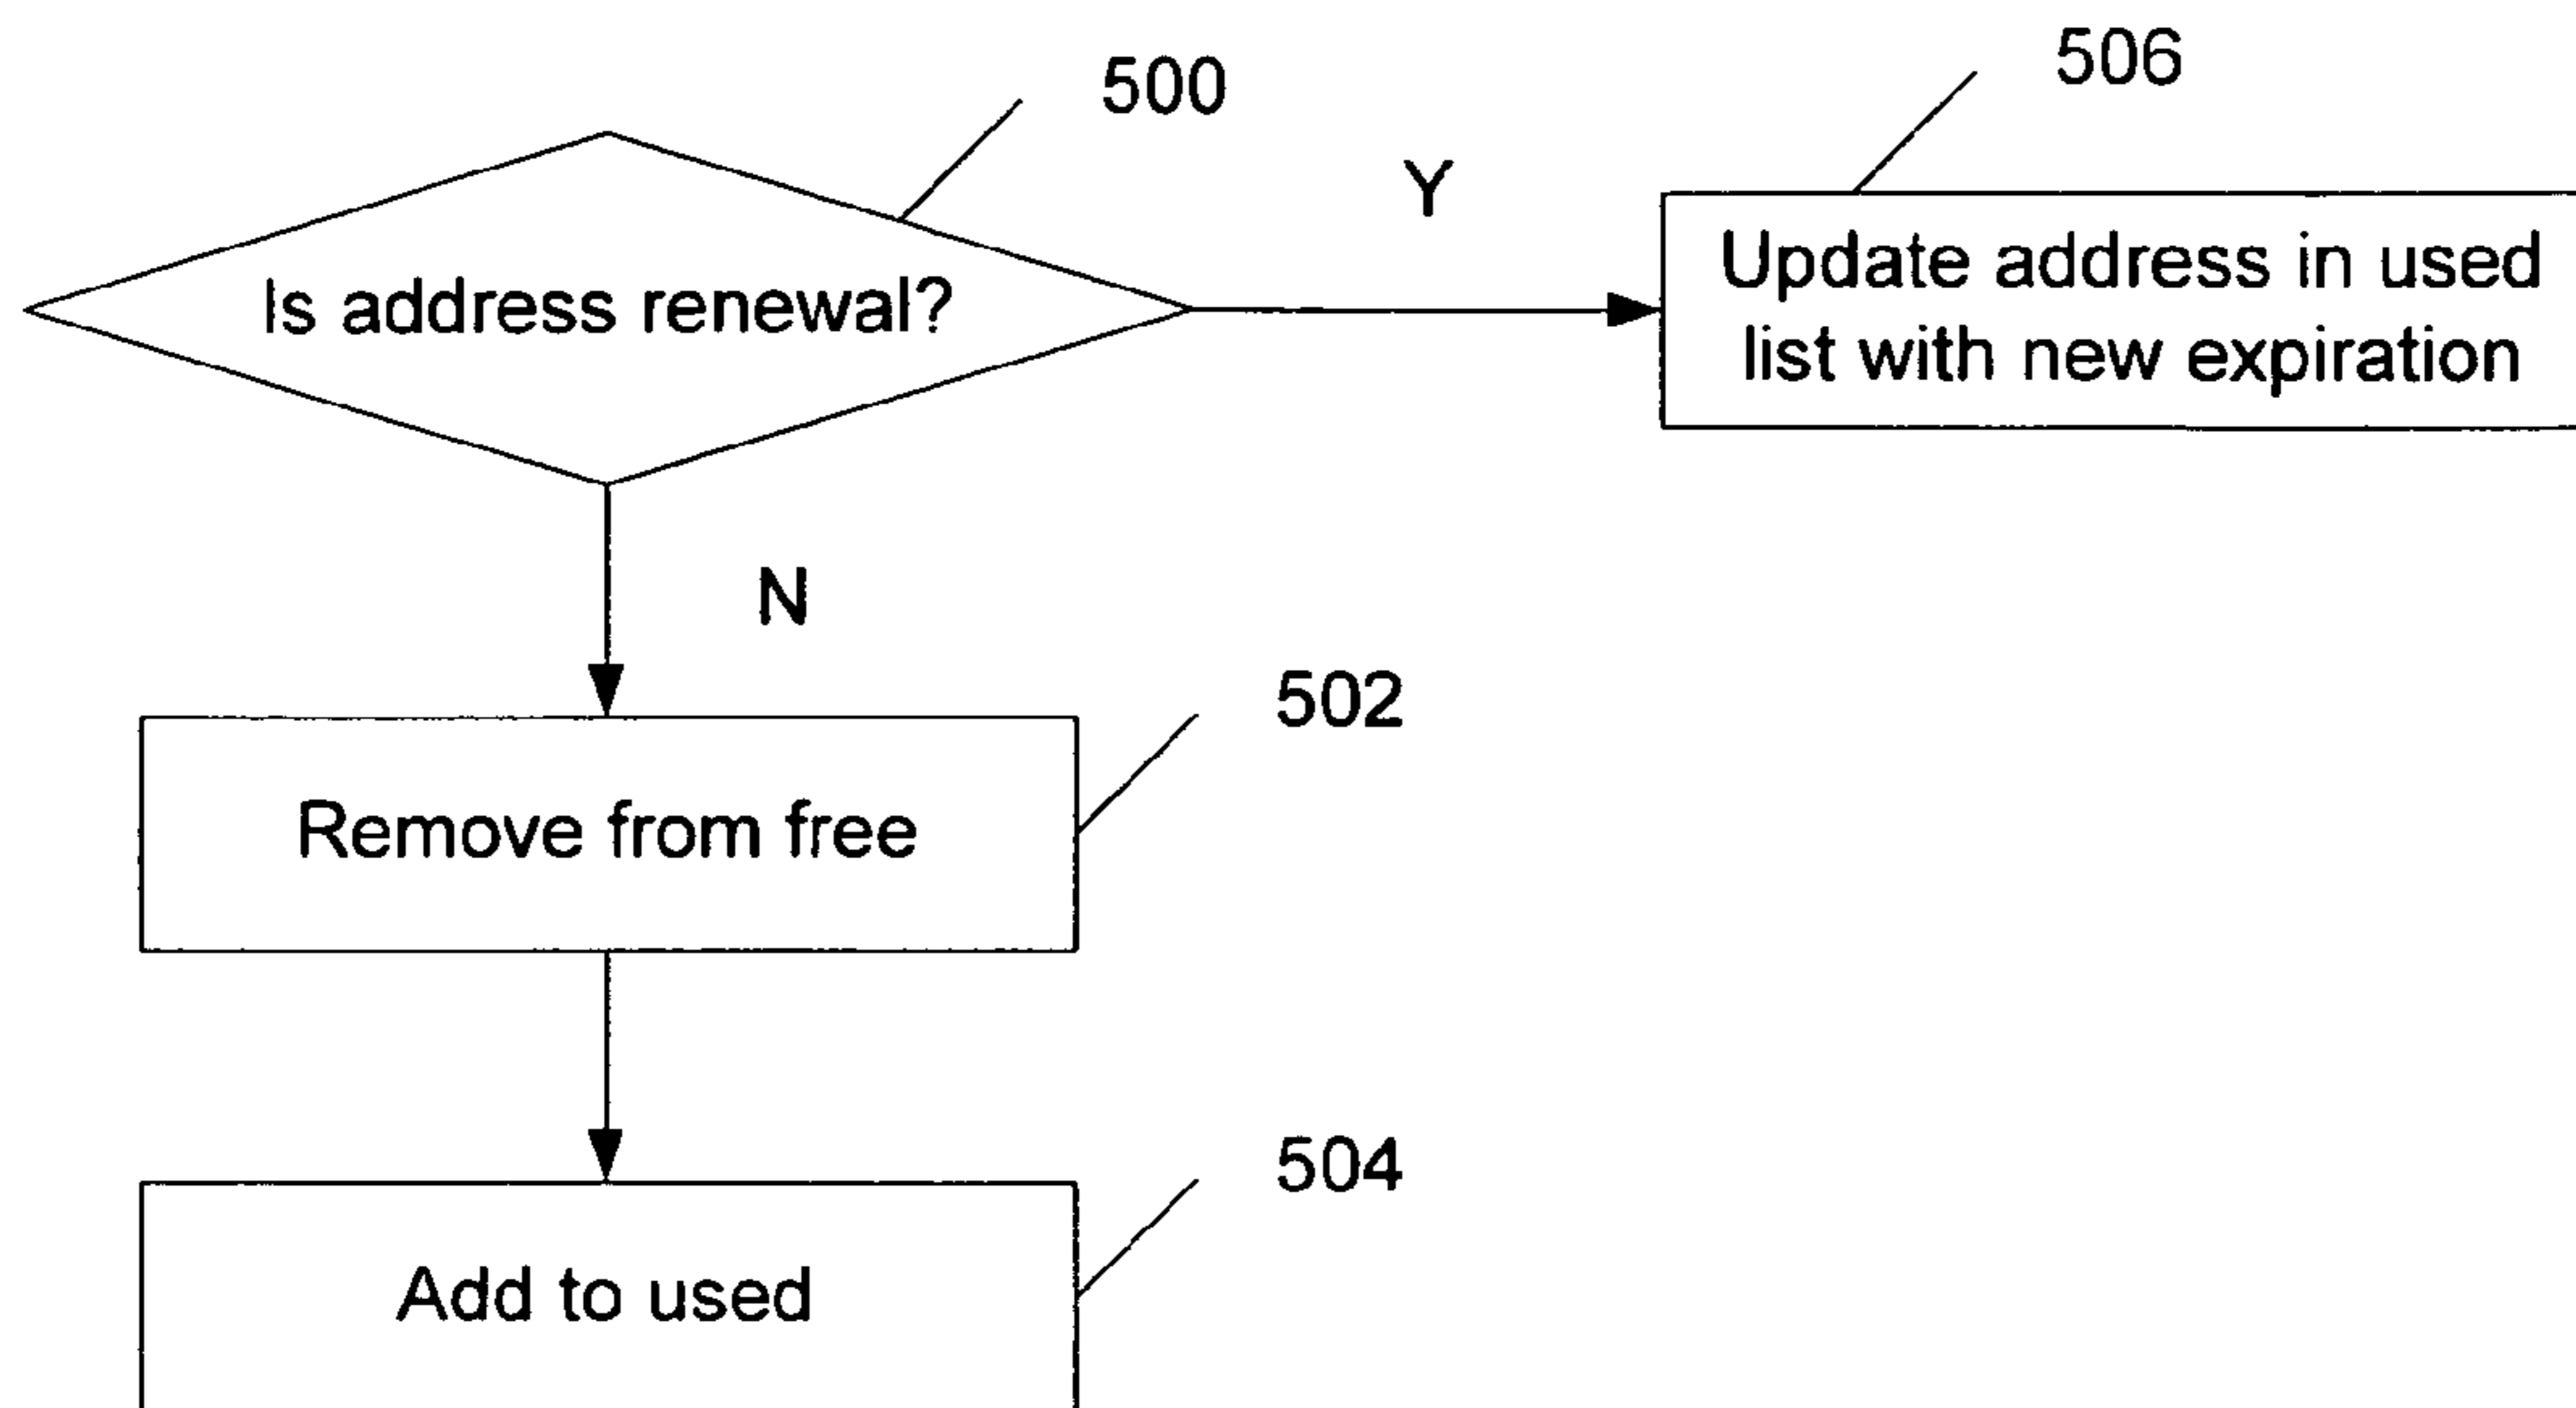 500
506
Y
Is address renewal?
Update address in used
list with new expiration
N
502
Remove from free
504
Add to used